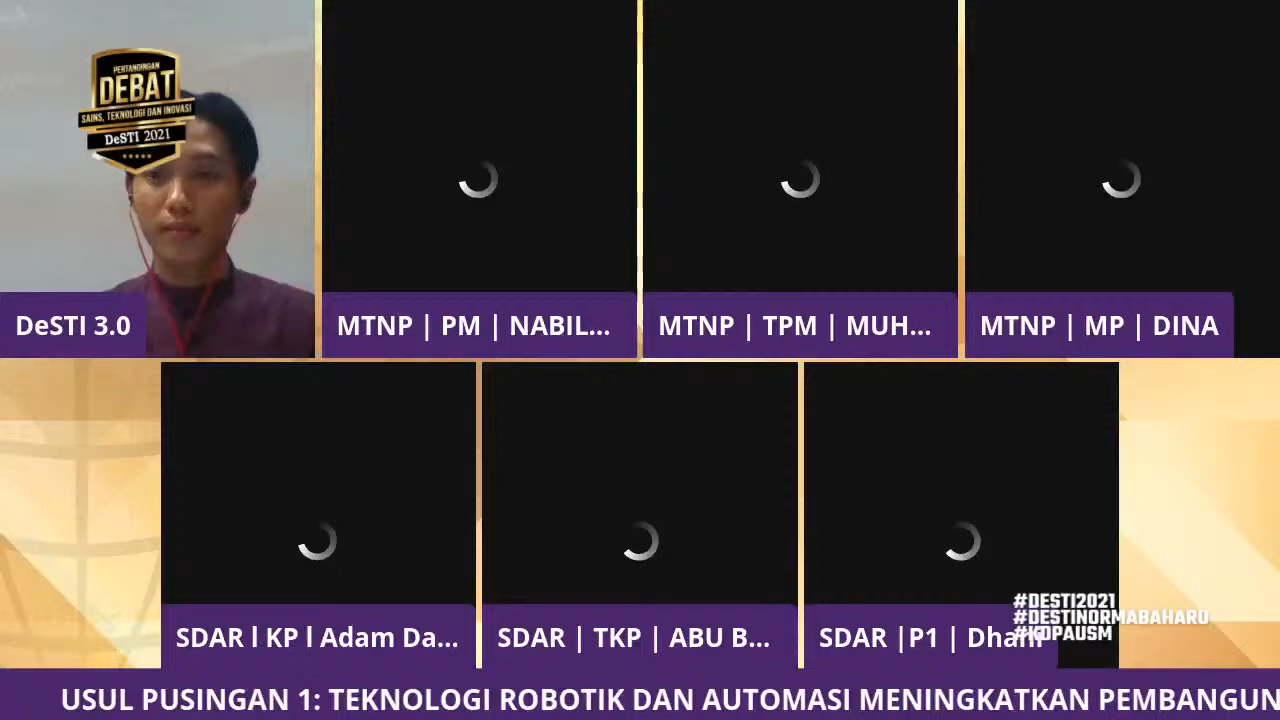 PERTANDINGAN
DEBAT
SAINS, TEKNOLOGI DAN INOVASI
DeSTI 2021
DeSTI 3.0
MTNP | PM | NABIL...
MTNP | TPM | MUH...
MTNP | MP | DINA
SDAR l KP l Adam Da...
SDAR | TKP | ABU B...
SDAR |P1 | Dhani
#DESTI2021
#DESTINORMABAHARU
#KDPAUSM
USUL PUSINGAN 1: TEKNOLOGI ROBOTIK DAN AUTOMASI MENINGKATKAN PEMBANGUN